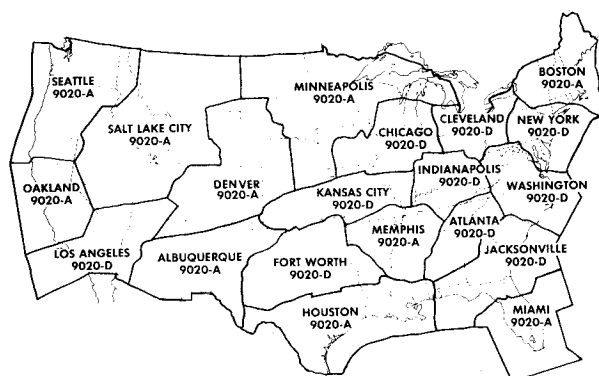 SEATTLE
9020-A
MINNEAPOLIS
9020-A
BOSTON
9020-A
SALT LAKE CITY
9020-A
CHICAGO
9020-D
CLEVELAND
9020-D
NEW YORK
9020-D
OAKLAND
9020-A
DENVER
9020-A
KANSAS CITY
9020-D
INDIANAPOLIS
9020-D
WASHINGTON
9020-D
LOS ANGELES
9020-D
ALBUQUERQUE
9020-A
FORT WORTH
9020-D
MEMPHIS
9020-A
ATLANTA
9020-D
JACKSONVILLE
9020-D
HOUSTON
9020-A
MIAMI
9020-A